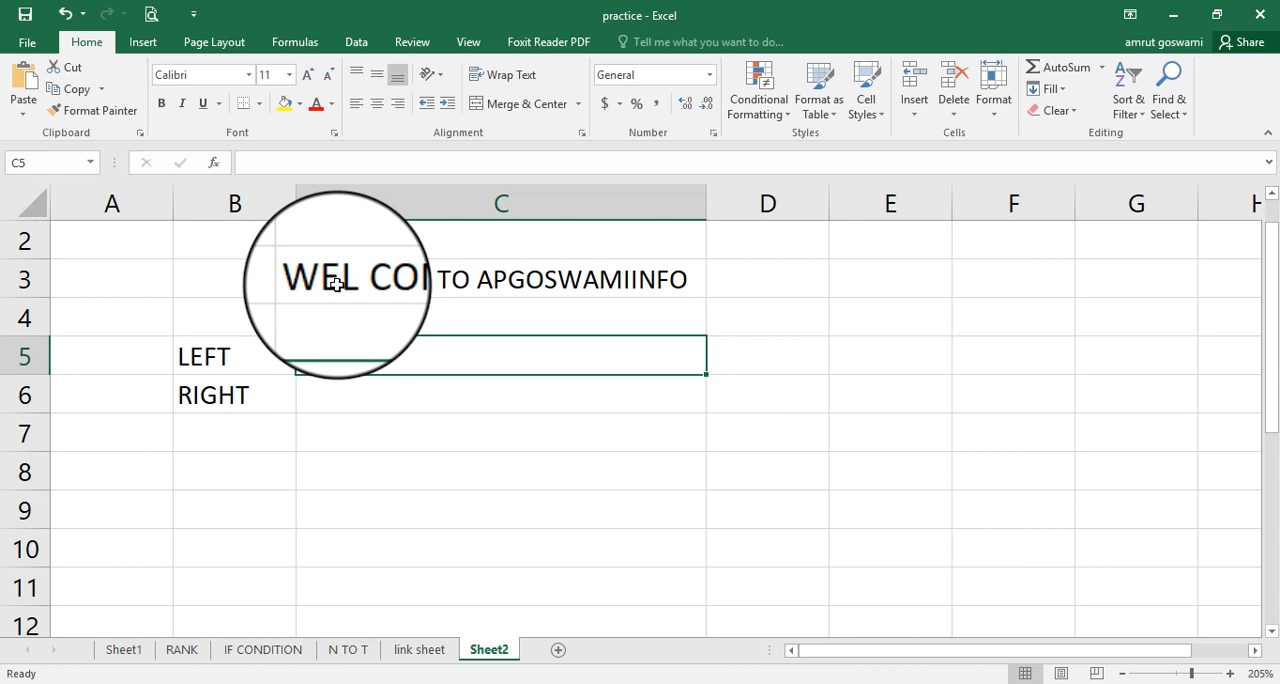 practice - Excel
File Home Insert Page Layout Formulas Data Review View Foxit Reader PDF Tell me what you want to do... amrut goswami Share
Paste Cut Copy Format Painter Clipboard
Calibri 11 B I U A A A Font
Wrap Text Merge & Center Alignment
General $ % , Number
Conditional Formatting Format as Table Cell Styles Styles
Insert Delete Format Cells
AutoSum Fill Clear Sort & Filter Find & Select Editing
C5 fx
A B C D E F G H
2
3 WEL TO APGOSWAMIINFO
4
5 LEFT
6 RIGHT
7
8
9
10
11
12
Sheet1 RANK IF CONDITION N TO T link sheet Sheet2
Ready 205%